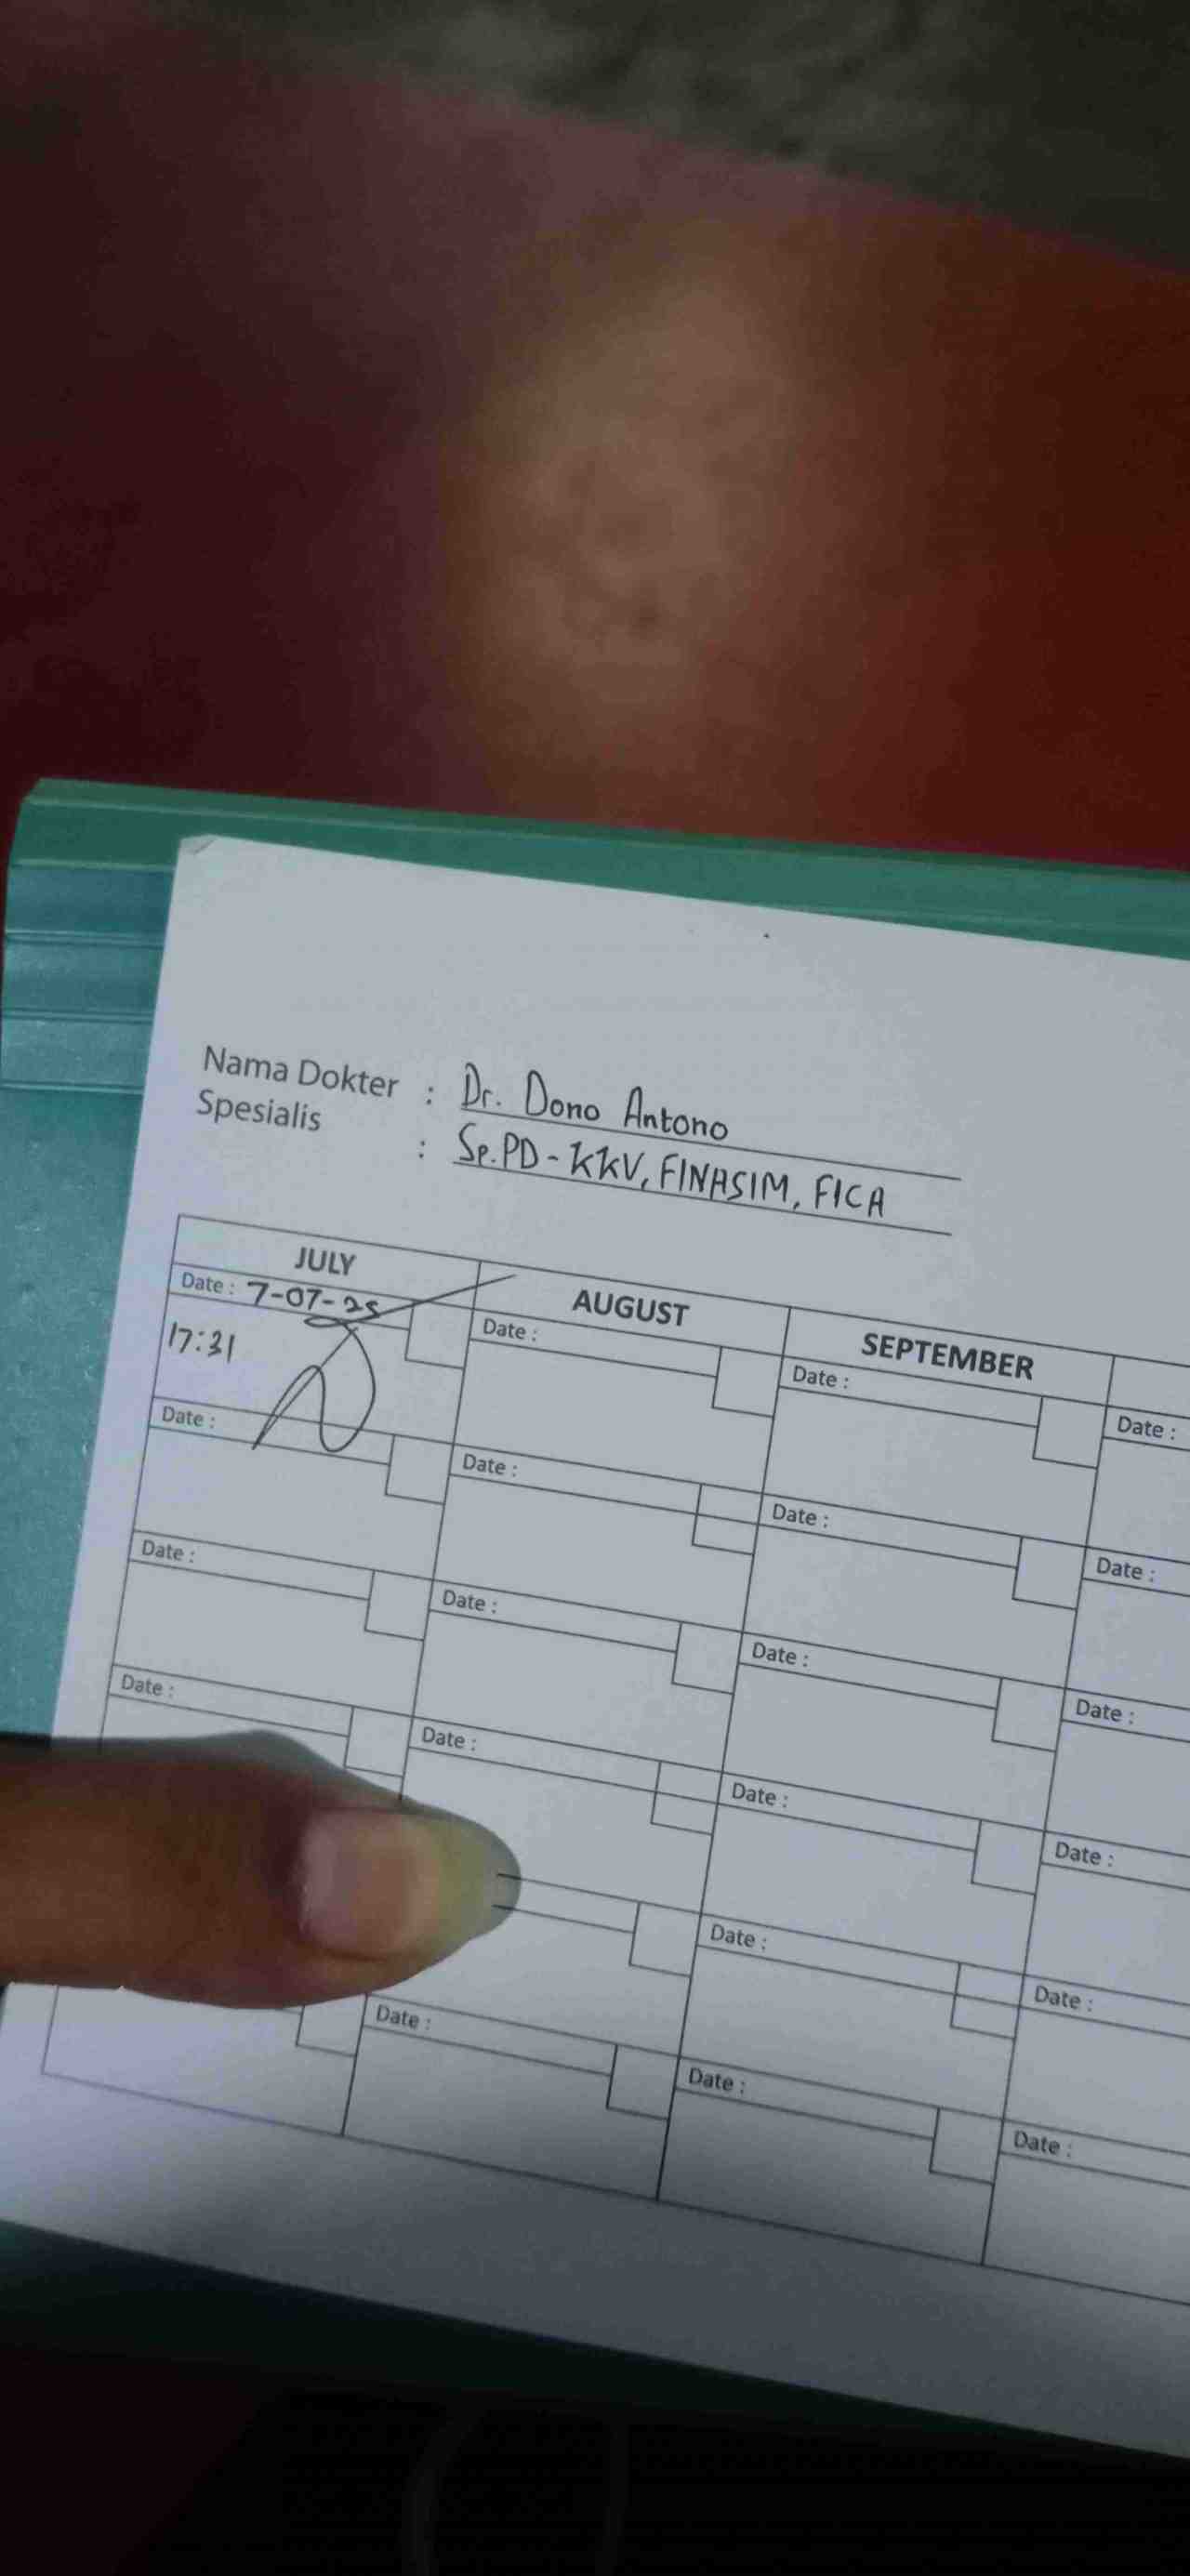 Nama Dokter : Dr. Dono Antono
Spesialis : Sp.PD - KKV, FINASIM, FICA
JULY AUGUST SEPTEMBER
Date : 7-07-25 Date : Date : Date :
17:31
Date : Date : Date : Date :
Date : Date : Date : Date :
Date : Date : Date : Date :
Date : Date :
Date : Date : Date :